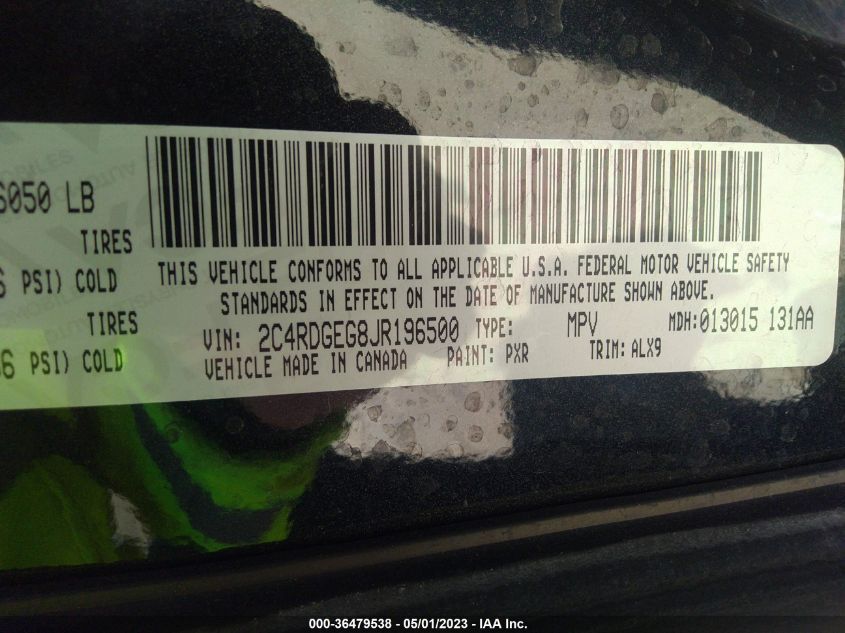 6050 LB
TIRES
PSI) COLD
THIS VEHICLE CONFORMS TO ALL APPLICABLE U.S.A. FEDERAL MOTOR VEHICLE SAFETY
STANDARDS IN EFFECT ON THE DATE OF MANUFACTURE SHOWN ABOVE.
TIRES
VIN: 2C4RDGEG8JR196500 TYPE: MPV MDH: 013015 131AA
PSI) COLD
VEHICLE MADE IN CANADA PAINT: PXR TRIM: ALX9
000-36479538 - 05/01/2023 - IAA Inc.